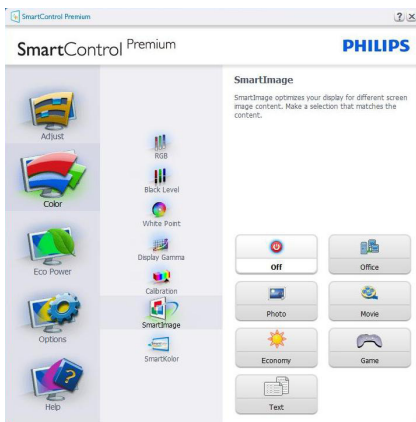 SmartControl Premium
SmartControl Premium
PHILIPS
Adjust
Color
Eco Power
Options
Help
RGB
Black Level
White Point
Display Gamma
Calibration
SmartImage
SmartKolor
SmartImage
SmartImage optimizes your display for different screen
image content. Make a selection that matches the
content.
Off
Office
Photo
Movie
Economy
Game
Text